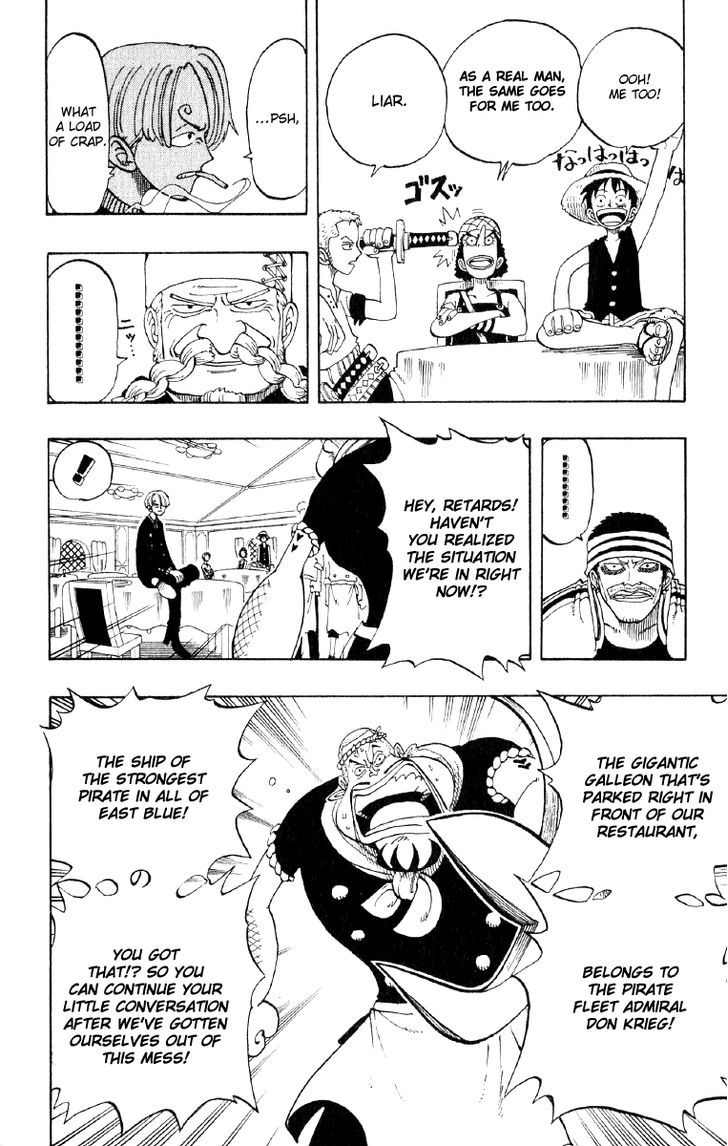 OOH!
ME TOO!
AS A REAL MAN,
THE SAME GOES
FOR ME TOO.
LIAR.
なっはっはっ
は
ゴスッ
...PSH,
WHAT
A LOAD
OF CRAP.
ニッ...
HEY, RETARDS!
HAVEN'T
YOU REALIZED
THE SITUATION
WE'RE IN RIGHT
NOW!?
!
THE GIGANTIC
GALLEON THAT'S
PARKED RIGHT IN
FRONT OF OUR
RESTAURANT,
BELONGS TO
THE PIRATE
FLEET ADMIRAL
DON KRIEG!
THE SHIP OF
THE STRONGEST
PIRATE IN ALL OF
EAST BLUE!
の
YOU GOT
THAT!? SO YOU
CAN CONTINUE YOUR
LITTLE CONVERSATION
AFTER WE'VE GOTTEN
OURSELVES OUT OF
THIS MESS!